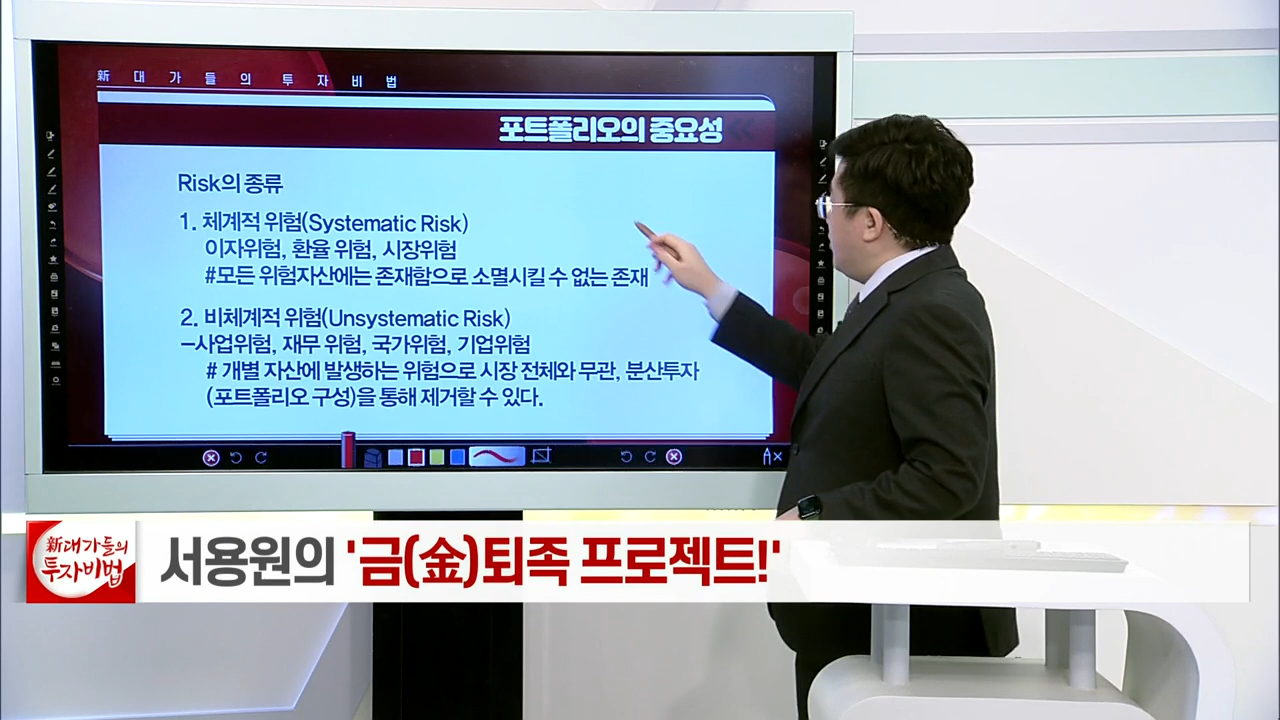 新 대 가 들 의 투 자 비 법
포트폴리오의 중요성
Risk의 종류
1. 체계적 위험(Systematic Risk)
이자위험, 환율 위험, 시장위험
#모든 위험자산에는 존재함으로 소멸시킬 수 없는 존재
2. 비체계적 위험(Unsystematic Risk)
–사업위험, 재무 위험, 국가위험, 기업위험
# 개별 자산에 발생하는 위험으로 시장 전체와 무관, 분산투자
(포트폴리오 구성)을 통해 제거할 수 있다.
新대가들의
투자비법
서용원의 '금(金)퇴족 프로젝트!'